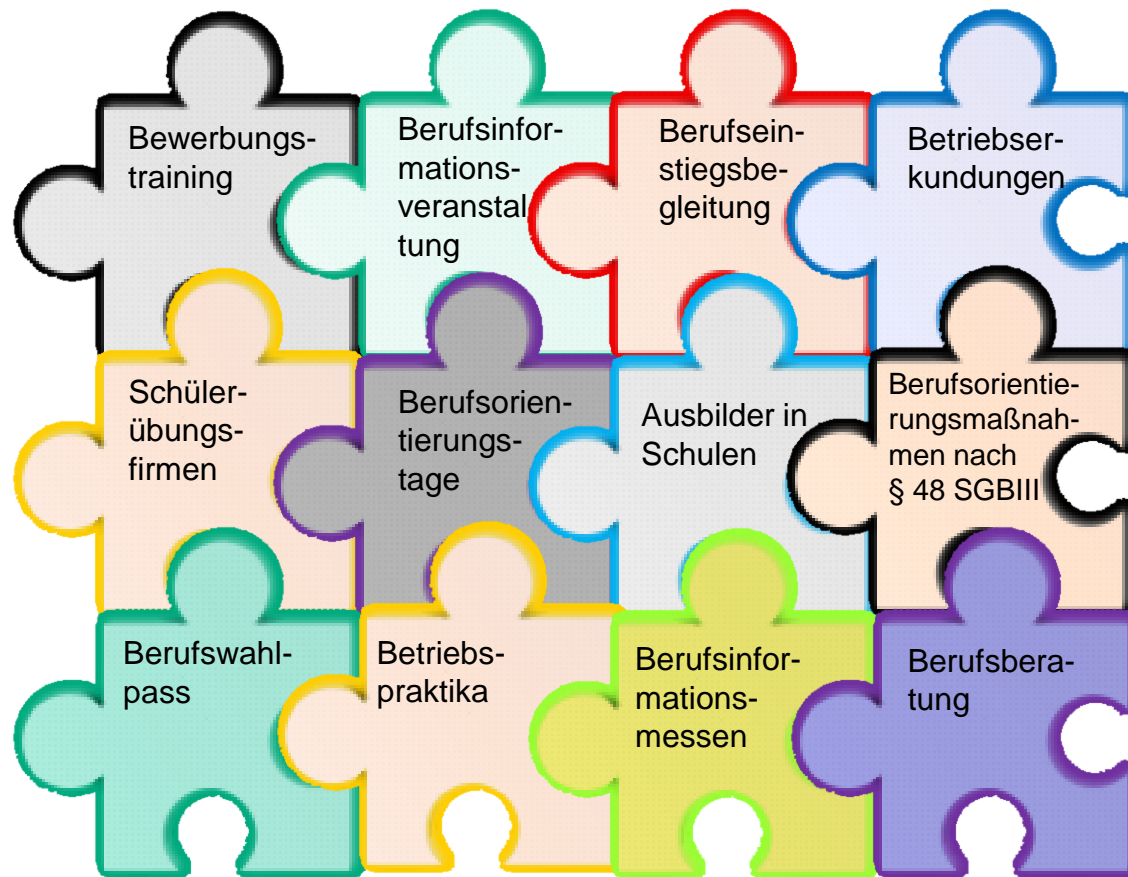 Bewerbungs-
training
Berufsinfor-
mations-
veranstal
tung
Berufsein-
stiegsbe-
gleitung
Betriebser-
kundungen
Schüler-
übungs-
firmen
Berufsorien-
tierungs-
tage
Ausbilder in
Schulen
Berufsorientie-
rungsmaßnah-
men nach
§ 48 SGBIII
Berufswahl-
pass
Betriebs-
praktika
Berufsinfor-
mations-
messen
Berufsbera-
tung